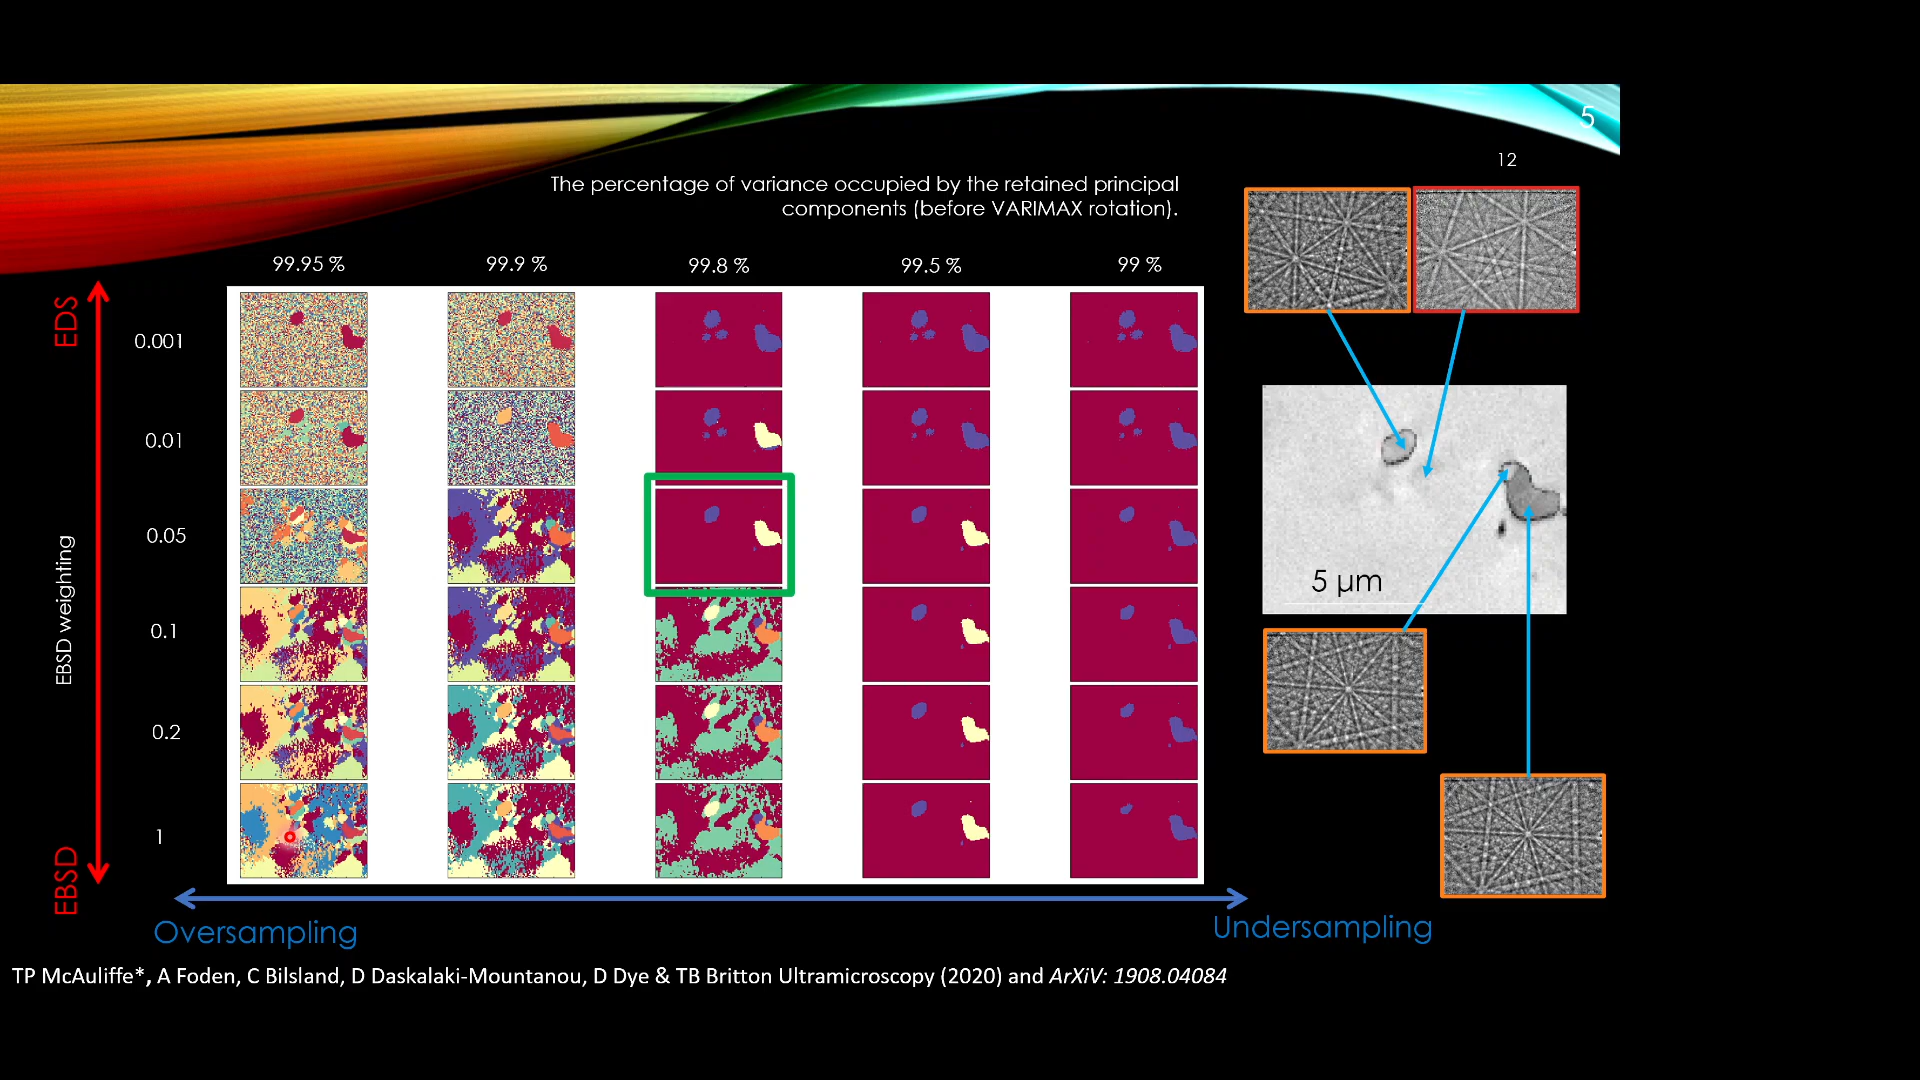 5
12
The percentage of variance occupied by the retained principal
components (before VARIMAX rotation).
99.95 %
99.9 %
99.8 %
99.5 %
99 %
EDS
EBSD weighting
EBSD
0.001
0.01
0.05
0.1
0.2
1
5 µm
Oversampling
Undersampling
TP McAuliffe*, A Foden, C Bilsland, D Daskalaki-Mountanou, D Dye & TB Britton Ultramicroscopy (2020) and ArXiV: 1908.04084